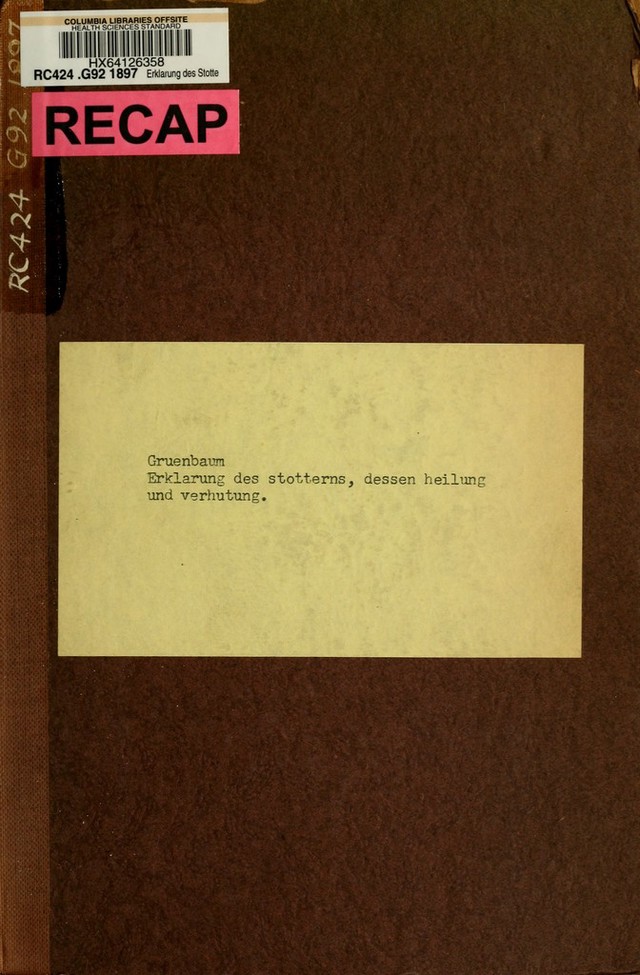 COLUMBIA LIBRARIES OFFSITE
HEALTH SCIENCES STANDARD
HX64126358
RC424 .G92 1897 Erklarung des Stotte
RECAP
RC424 G92 1897
Gruenbaum
Erklarung des stotterns, dessen heilung
und verhutung.